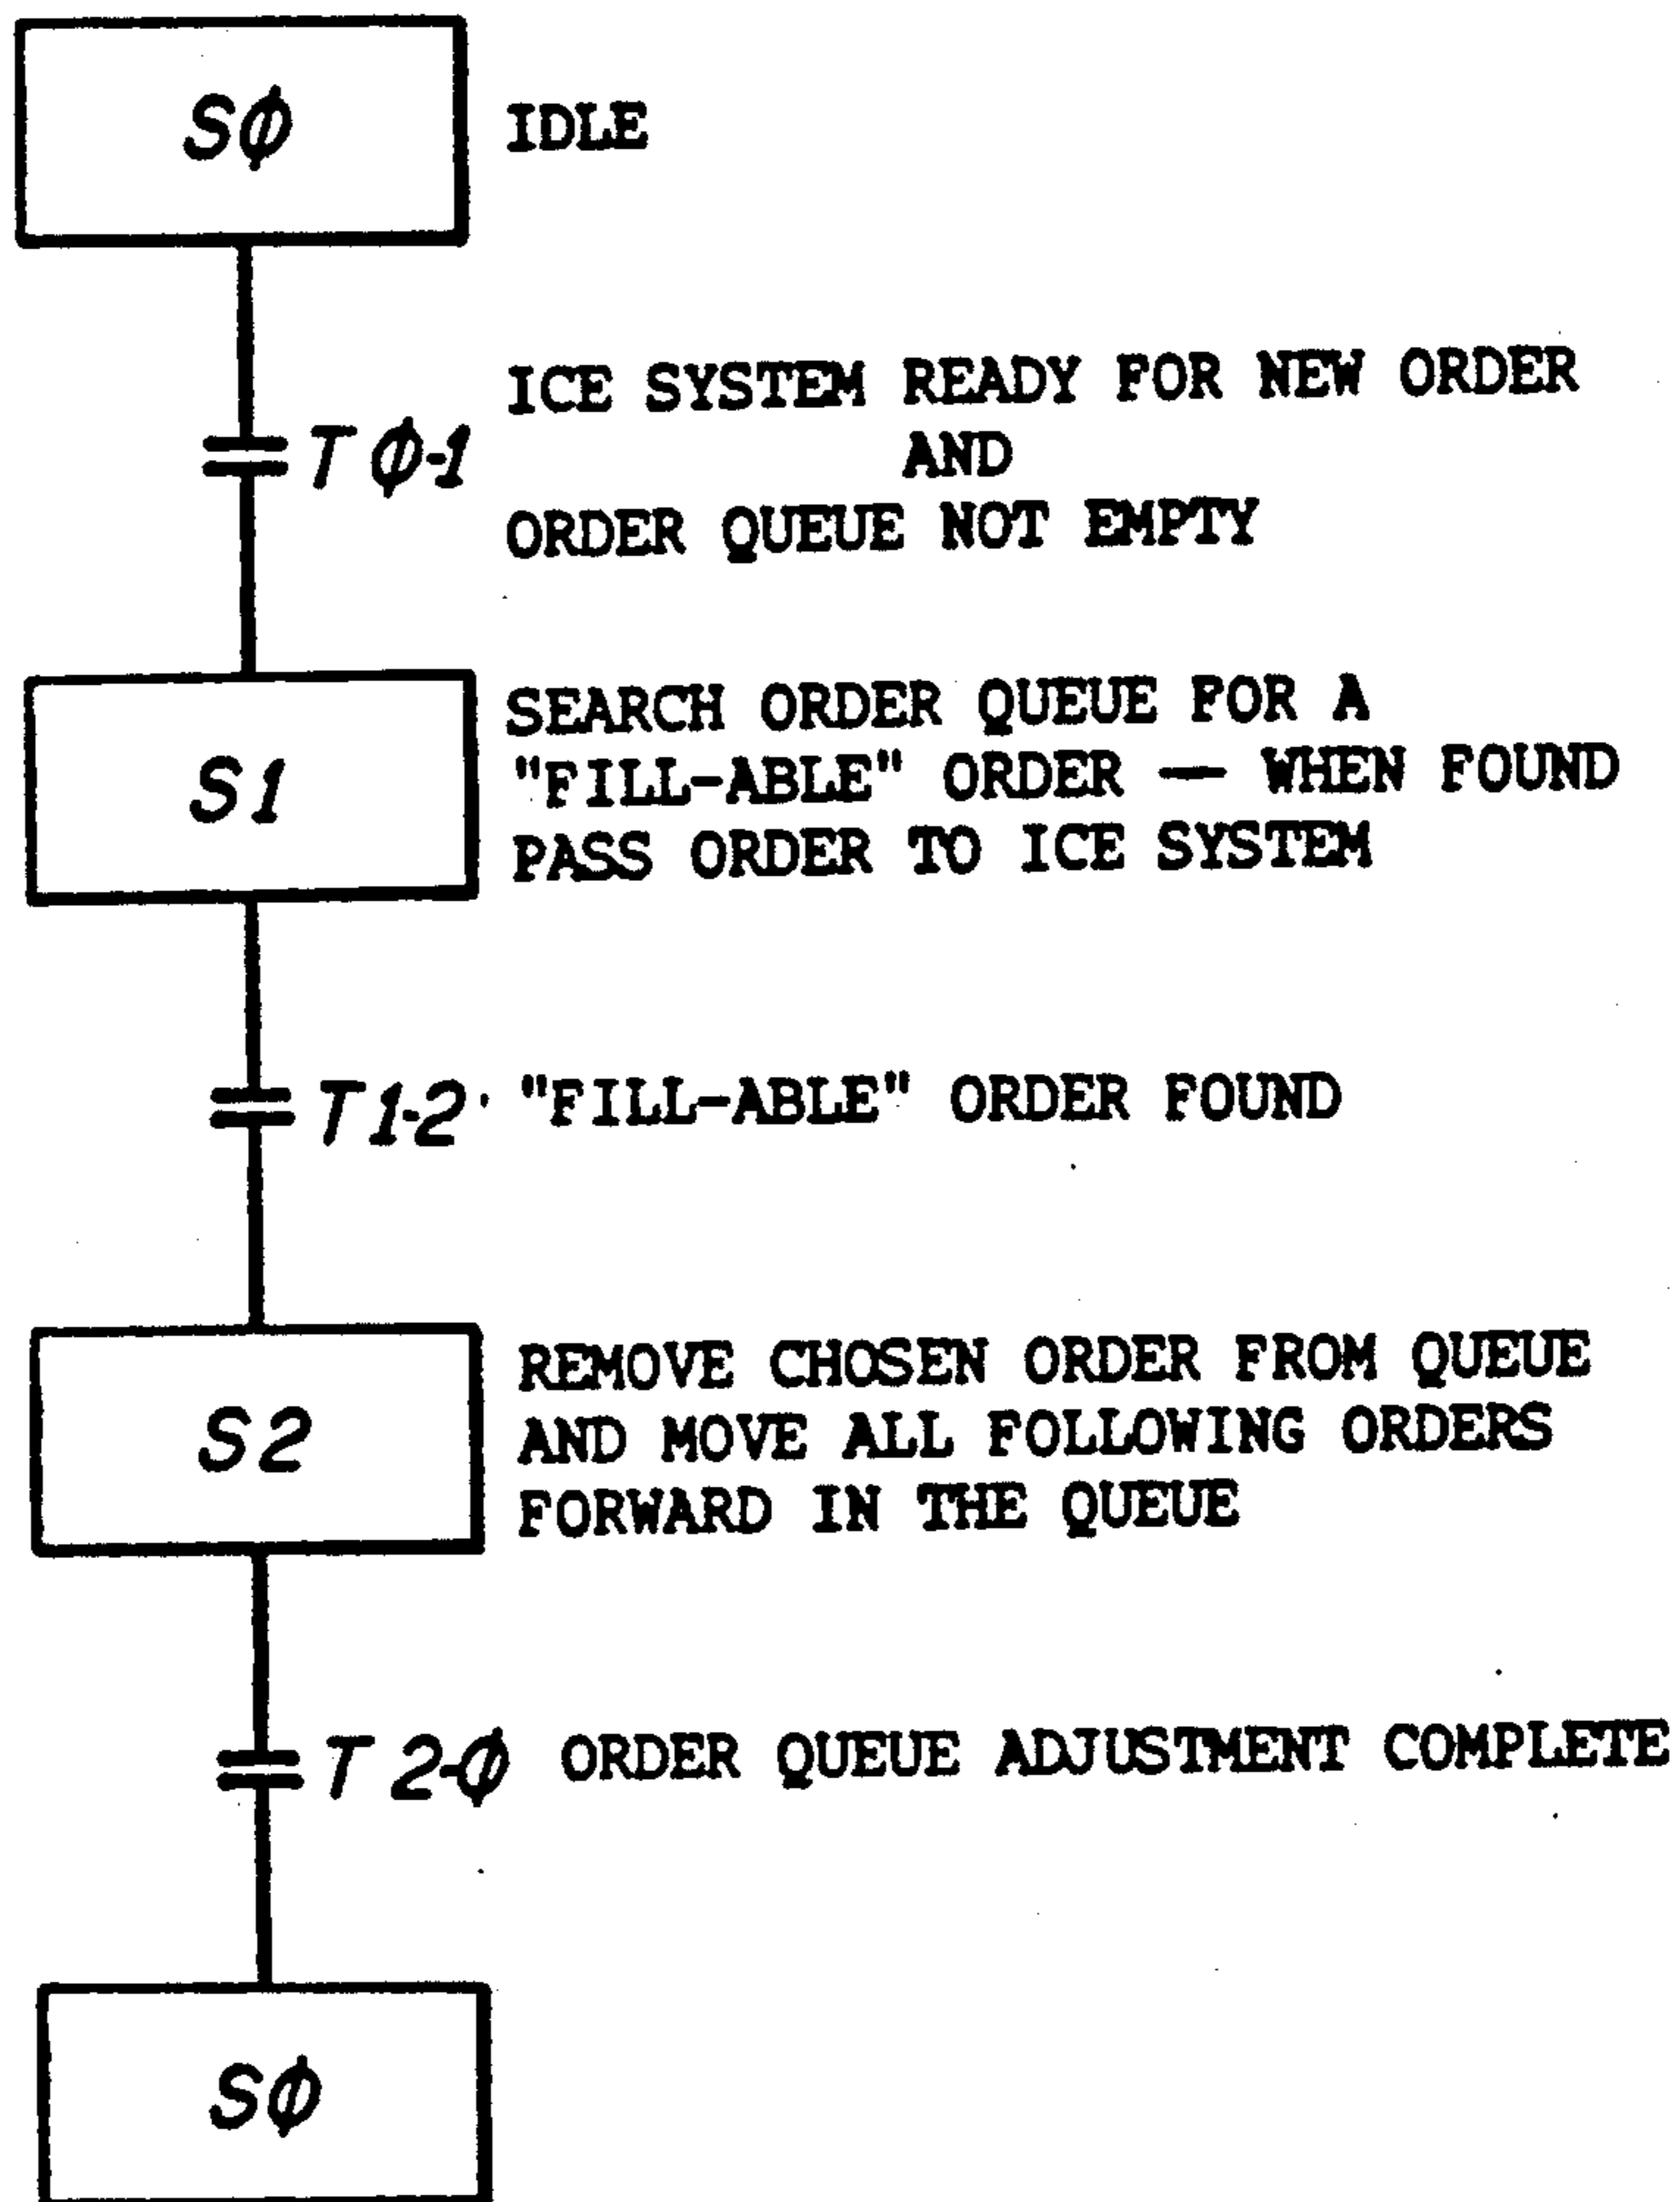 SØ IDLE
ICE SYSTEM READY FOR NEW ORDER
TØ-1 AND
ORDER QUEUE NOT EMPTY
SEARCH ORDER QUEUE FOR A
S1 "FILL-ABLE" ORDER — WHEN FOUND
PASS ORDER TO ICE SYSTEM
T1-2 "FILL-ABLE" ORDER FOUND
REMOVE CHOSEN ORDER FROM QUEUE
S2 AND MOVE ALL FOLLOWING ORDERS
FORWARD IN THE QUEUE
T2-Ø ORDER QUEUE ADJUSTMENT COMPLETE
SØ